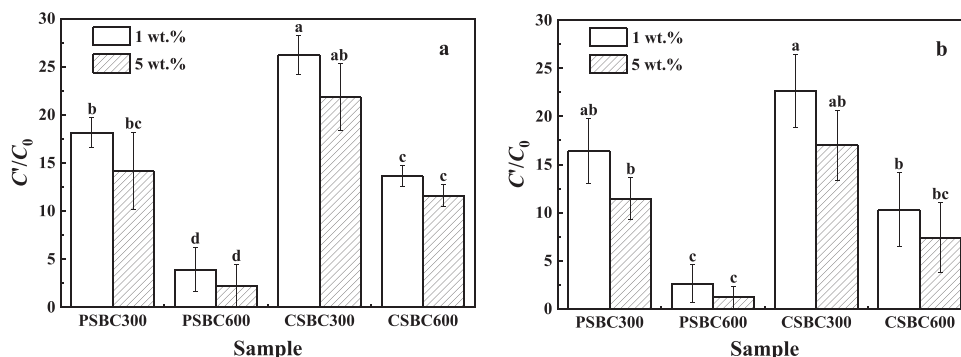 30
25
20
15
10
5
0
C'/C0
1 wt.%
5 wt.%
a
b
bc
d
d
a
ab
c
c
PSBC300
PSBC600
CSBC300
CSBC600
Sample
30
25
20
15
10
5
0
C'/C0
1 wt.%
5 wt.%
b
ab
b
c
c
a
ab
b
bc
PSBC300
PSBC600
CSBC300
CSBC600
Sample